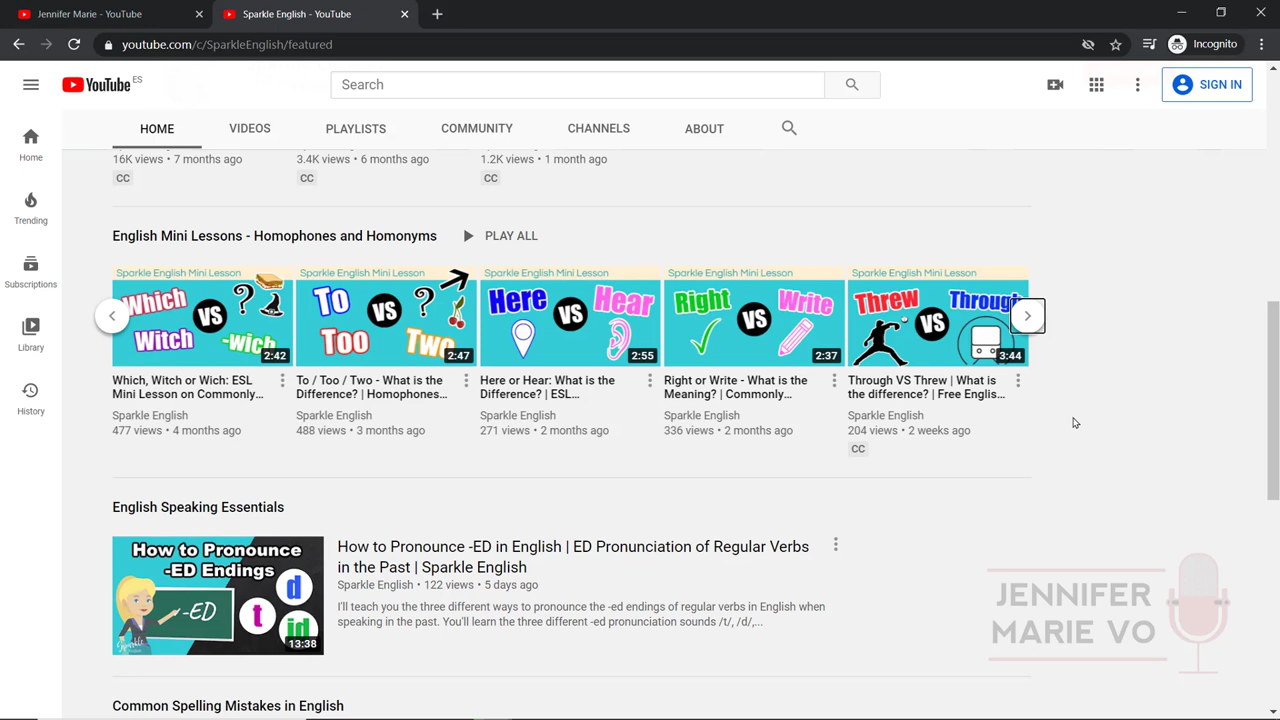 Jennifer Marie - YouTube
Sparkle English - YouTube
youtube.com/c/SparkleEnglish/featured
Incognito
YouTube ES
Search
SIGN IN
HOME
VIDEOS
PLAYLISTS
COMMUNITY
CHANNELS
ABOUT
Home
Trending
Subscriptions
Library
History
16K views • 7 months ago
3.4K views • 6 months ago
1.2K views • 1 month ago
CC
CC
CC
English Mini Lessons - Homophones and Homonyms
PLAY ALL
Sparkle English Mini Lesson
Which
VS
?
Witch
-wich
2:42
Which, Witch or Wich: ESL
Mini Lesson on Commonly...
Sparkle English
477 views • 4 months ago
Sparkle English Mini Lesson
To
VS
?
Too
Two
2:47
To / Too / Two - What is the
Difference? | Homophones...
Sparkle English
488 views • 3 months ago
Sparkle English Mini Lesson
Here
VS
Hear
2:55
Here or Hear: What is the
Difference? | ESL...
Sparkle English
271 views • 2 months ago
Sparkle English Mini Lesson
Right
VS
Write
2:37
Right or Write - What is the
Meaning? | Commonly...
Sparkle English
336 views • 2 months ago
Sparkle English Mini Lesson
Threw
VS
Through
3:44
Through VS Threw | What is
the difference? | Free Englis...
Sparkle English
204 views • 2 weeks ago
CC
English Speaking Essentials
How to Pronounce
-ED Endings
-ED
d
t
id
Sparkle
13:38
How to Pronounce -ED in English | ED Pronunciation of Regular Verbs
in the Past | Sparkle English
Sparkle English • 122 views • 5 days ago
I'll teach you the three different ways to pronounce the -ed endings of regular verbs in English when
speaking in the past. You'll learn the three different -ed pronunciation sounds /t/, /d/,...
JENNIFER
MARIE VO
Common Spelling Mistakes in English